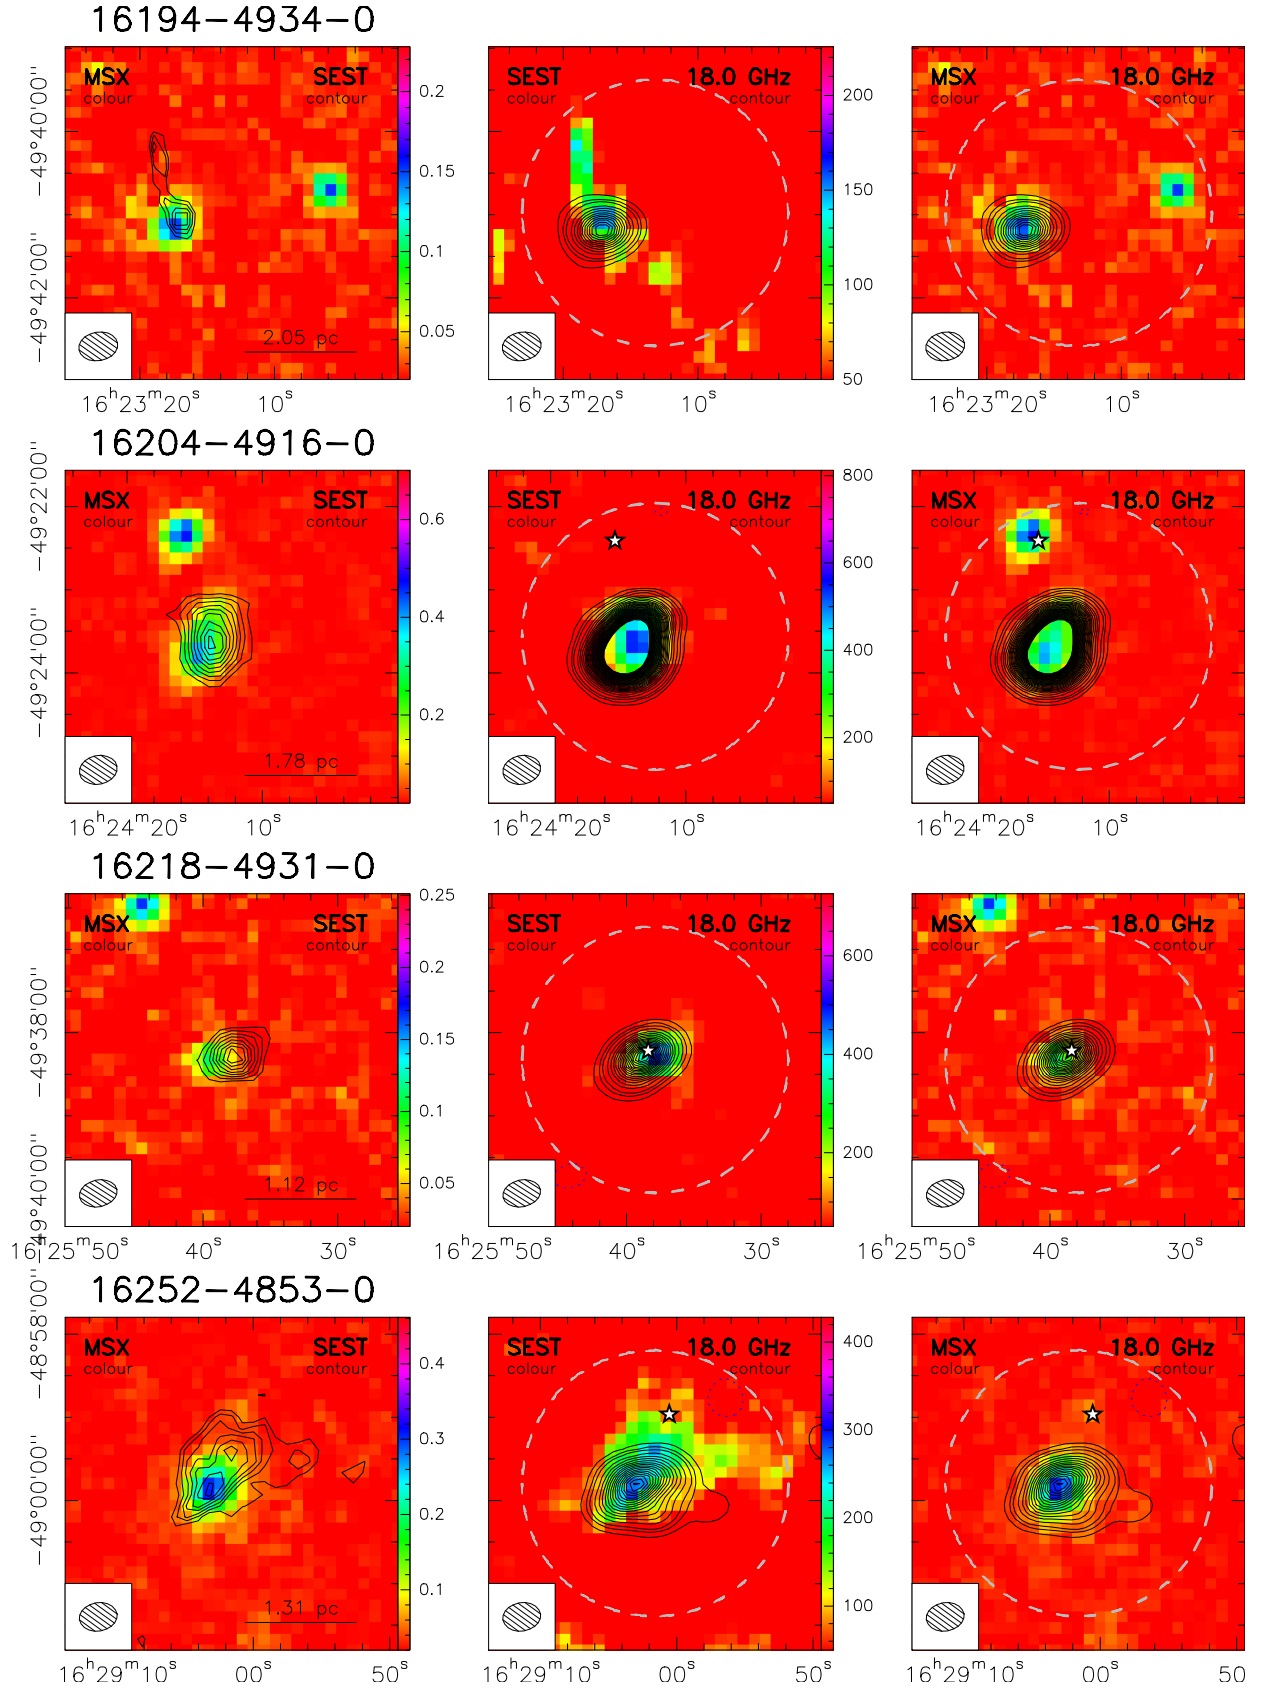 16194-4934-0
MSX SEST
colour contour
SEST 18.0 GHz
colour contour
MSX 18.0 GHz
colour contour
-49°40'00''
-49°42'00''
0.2
0.15
0.1
0.05
200
150
100
50
2.05 pc
16h23m20s 10s
16h23m20s 10s
16h23m20s 10s
16204-4916-0
MSX SEST
colour contour
SEST 18.0 GHz
colour contour
MSX 18.0 GHz
colour contour
-49°22'00''
-49°24'00''
0.6
0.4
0.2
800
600
400
200
1.78 pc
16h24m20s 10s
16h24m20s 10s
16h24m20s 10s
16218-4931-0
MSX SEST
colour contour
SEST 18.0 GHz
colour contour
MSX 18.0 GHz
colour contour
-49°38'00''
-49°40'00''
0.25
0.2
0.15
0.1
0.05
600
400
200
1.12 pc
16h25m50s 40s 30s
16h25m50s 40s 30s
16h25m50s 40s 30s
16252-4853-0
MSX SEST
colour contour
SEST 18.0 GHz
colour contour
MSX 18.0 GHz
colour contour
-48°58'00''
-49°00'00''
0.4
0.3
0.2
0.1
400
300
200
100
1.31 pc
16h29m10s 00s 50s
16h29m10s 00s 50s
16h29m10s 00s 50